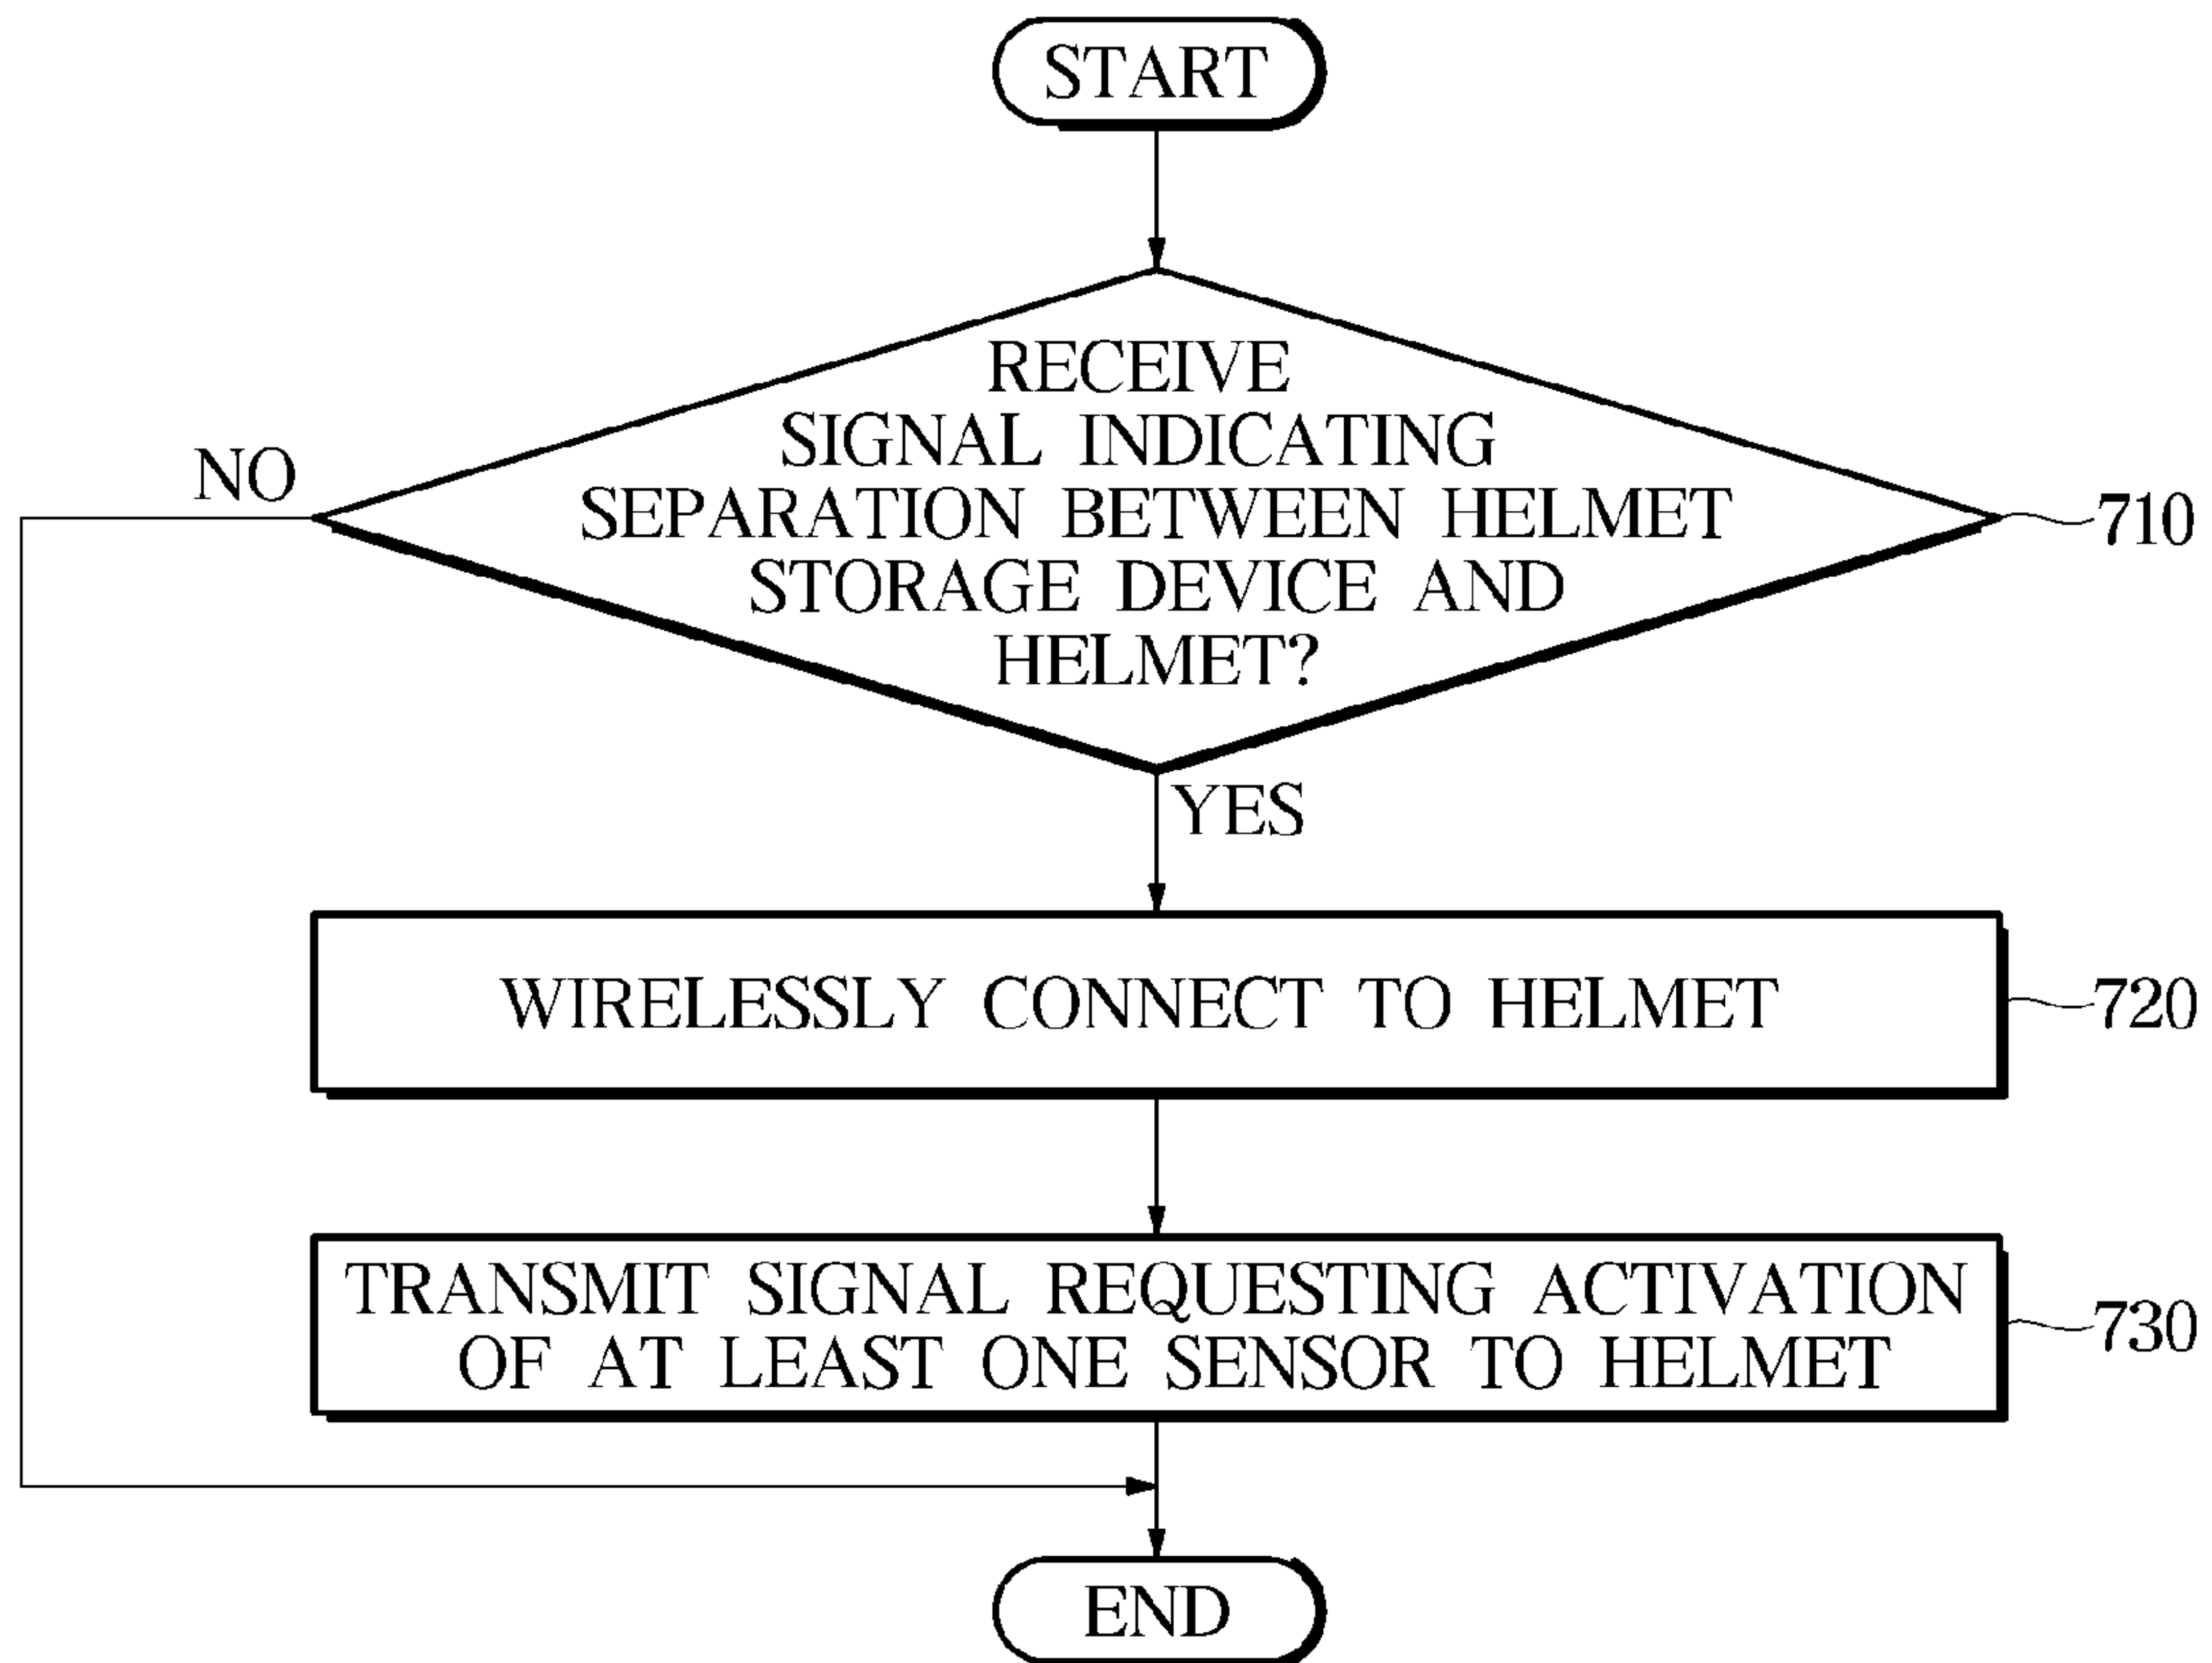 START
RECEIVE
SIGNAL INDICATING
SEPARATION BETWEEN HELMET
STORAGE DEVICE AND
HELMET?
NO
710
YES
WIRELESSLY CONNECT TO HELMET
720
TRANSMIT SIGNAL REQUESTING ACTIVATION
OF AT LEAST ONE SENSOR TO HELMET
730
END